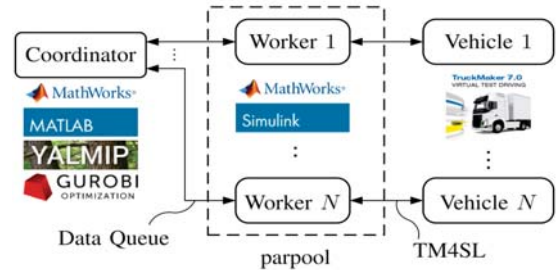 Coordinator
Worker 1
Vehicle 1
MathWorks®
MATLAB
YALMIP
GUROBI
OPTIMIZATION
MathWorks®
Simulink
TruckMaker 7.0
VIRTUAL TEST DRIVING
Worker N
Vehicle N
Data Queue
parpool
TM4SL